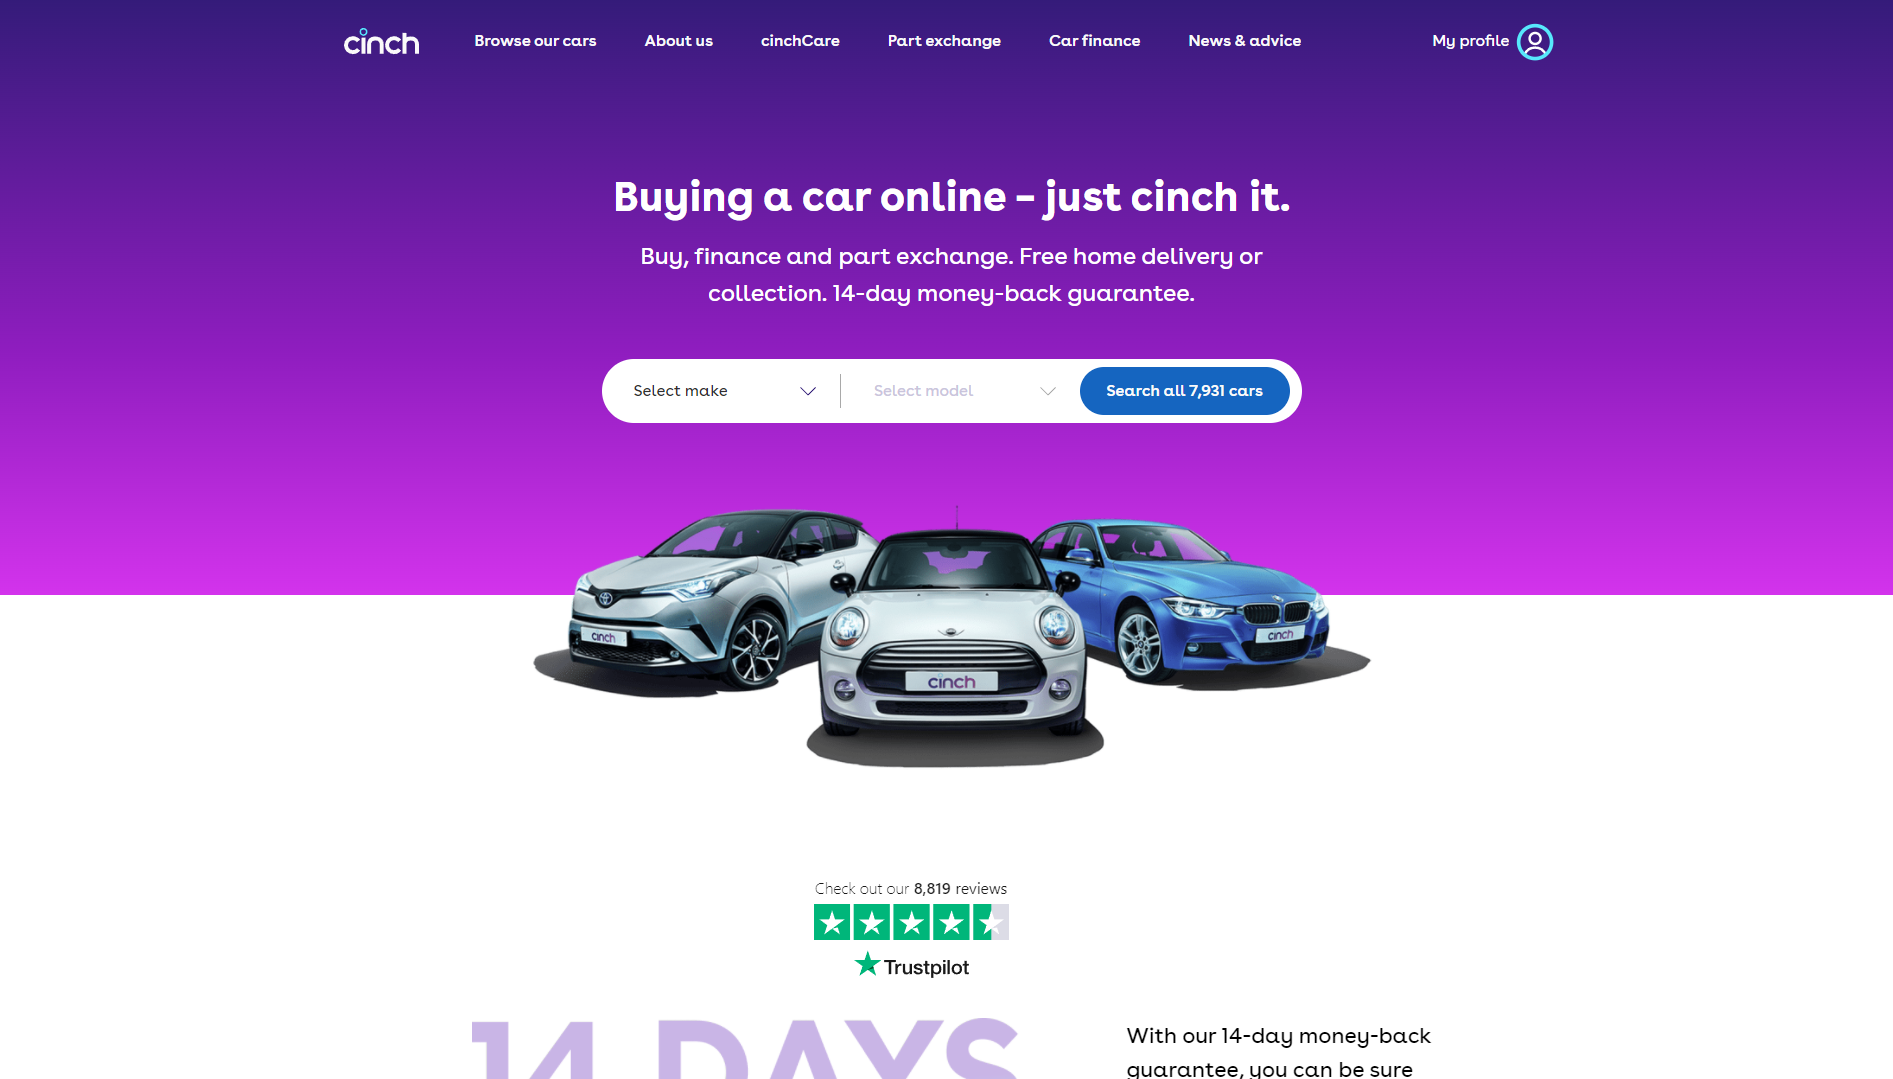 cinch
Browse our cars
About us
cinchCare
Part exchange
Car finance
News & advice
My profile
Buying a car online – just cinch it.
Buy, finance and part exchange. Free home delivery or
collection. 14-day money-back guarantee.
Select make
Select model
Search all 7,931 cars
cinch
cinch
cinch
Check out our 8,819 reviews
Trustpilot
14 DAYS
With our 14-day money-back
guarantee, you can be sure